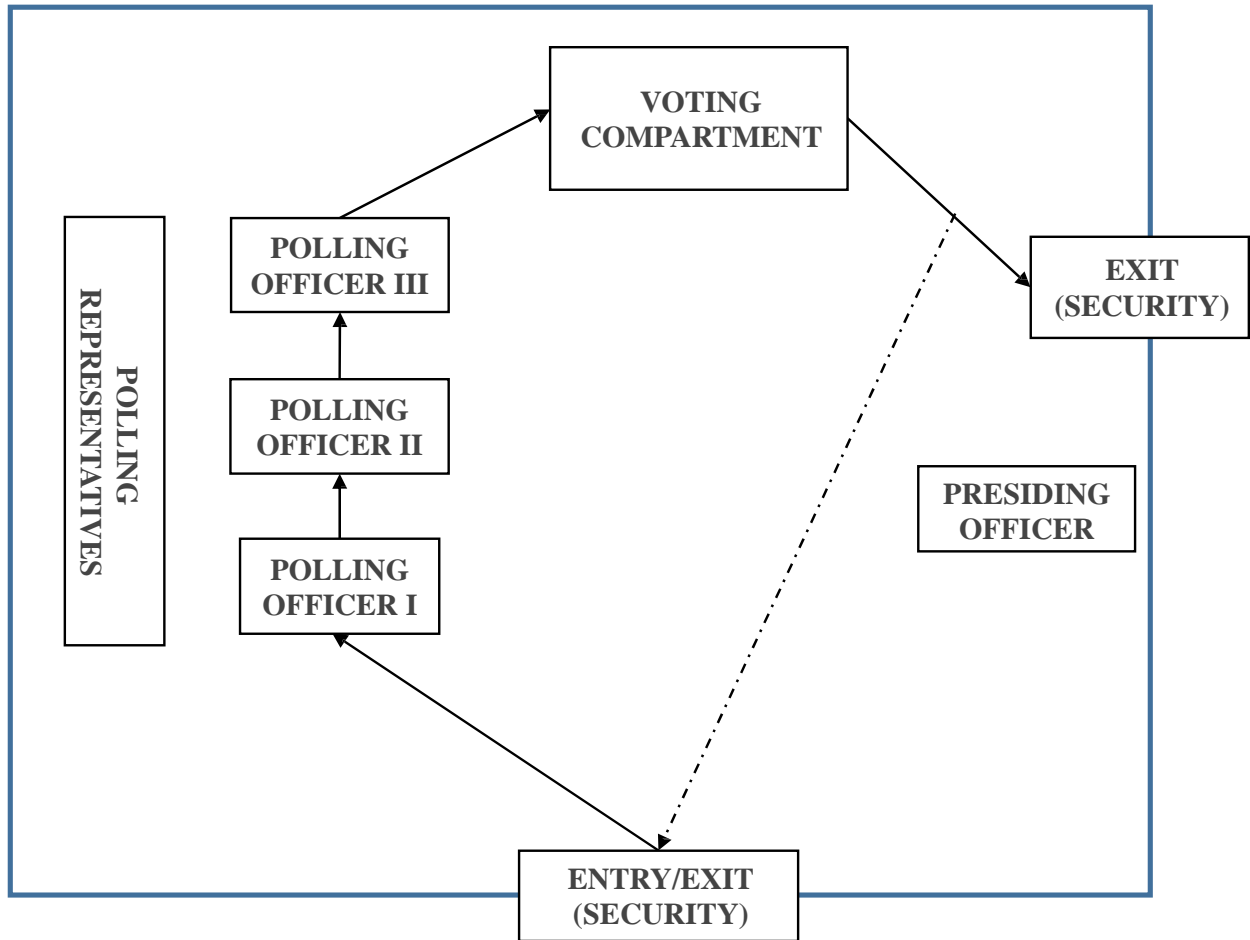 VOTING
COMPARTMENT
POLLING
OFFICER III
EXIT
(SECURITY)
POLLING
REPRESENTATIVES
POLLING
OFFICER II
PRESIDING
OFFICER
POLLING
OFFICER I
ENTRY/EXIT
(SECURITY)